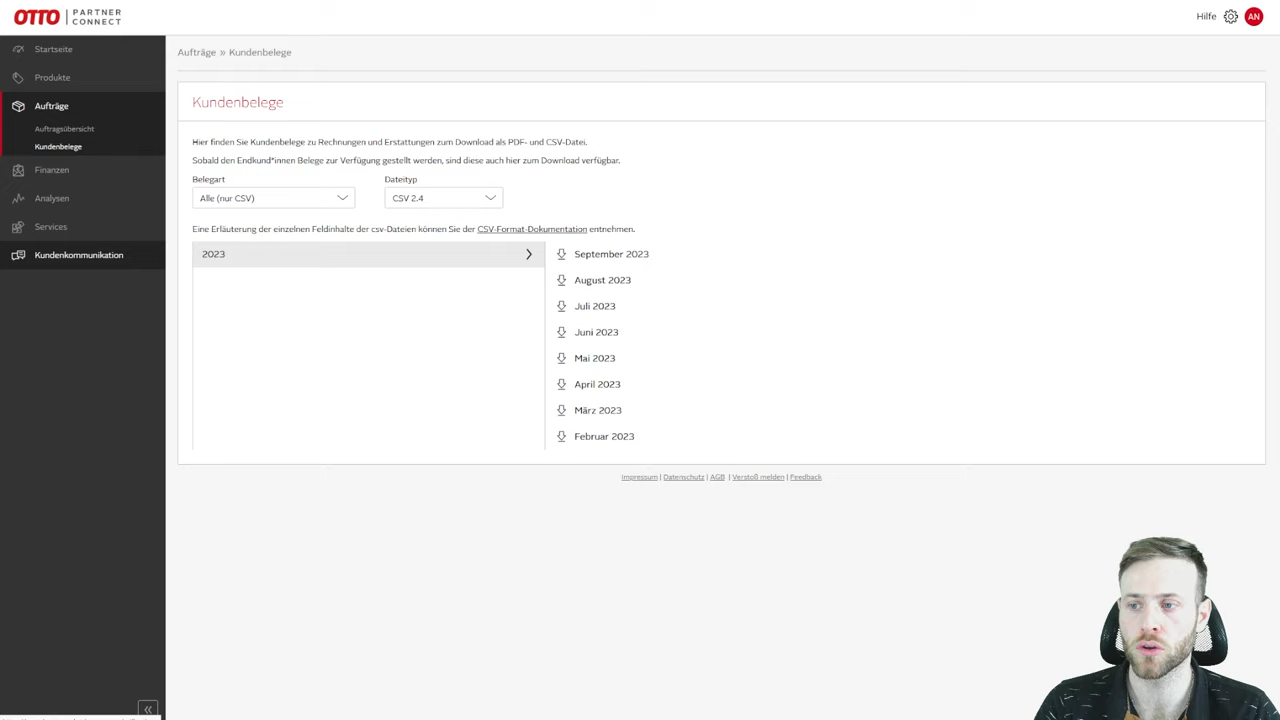 OTTO PARTNER CONNECT
Hilfe
AN
Startseite
Produkte
Aufträge
Auftragsübersicht
Kundenbelege
Finanzen
Analysen
Services
Kundenkommunikation
Aufträge » Kundenbelege
Kundenbelege
Hier finden Sie Kundenbelege zu Rechnungen und Erstattungen zum Download als PDF- und CSV-Datei.
Sobald den Endkund*innen Belege zur Verfügung gestellt werden, sind diese auch hier zum Download verfügbar.
Belegart Dateityp
Alle (nur CSV) CSV 2.4
Eine Erläuterung der einzelnen Feldinhalte der csv-Dateien können Sie der CSV-Format-Dokumentation entnehmen.
2023
September 2023
August 2023
Juli 2023
Juni 2023
Mai 2023
April 2023
März 2023
Februar 2023
Impressum | Datenschutz | AGB | Verstoß melden | Feedback